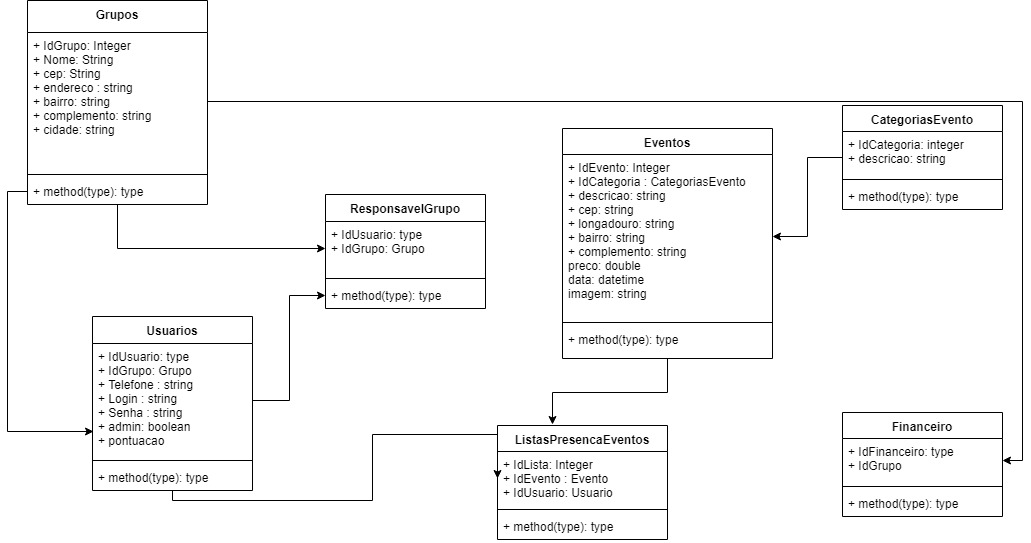 Grupos
+ IdGrupo: Integer
+ Nome: String
+ cep: String
+ endereco : string
+ bairro: string
+ complemento: string
+ cidade: string
+ method(type): type
ResponsavelGrupo
+ IdUsuario: type
+ IdGrupo: Grupo
+ method(type): type
Usuarios
+ IdUsuario: type
+ IdGrupo: Grupo
+ Telefone : string
+ Login : string
+ Senha : string
+ admin: boolean
+ pontuacao
+ method(type): type
Eventos
+ IdEvento: Integer
+ IdCategoria : CategoriasEvento
+ descricao: string
+ cep: string
+ longadouro: string
+ bairro: string
+ complemento: string
preco: double
data: datetime
imagem: string
+ method(type): type
CategoriasEvento
+ IdCategoria: integer
+ descricao: string
+ method(type): type
ListasPresencaEventos
+ IdLista: Integer
+ IdEvento : Evento
+ IdUsuario: Usuario
+ method(type): type
Financeiro
+ IdFinanceiro: type
+ IdGrupo
+ method(type): type